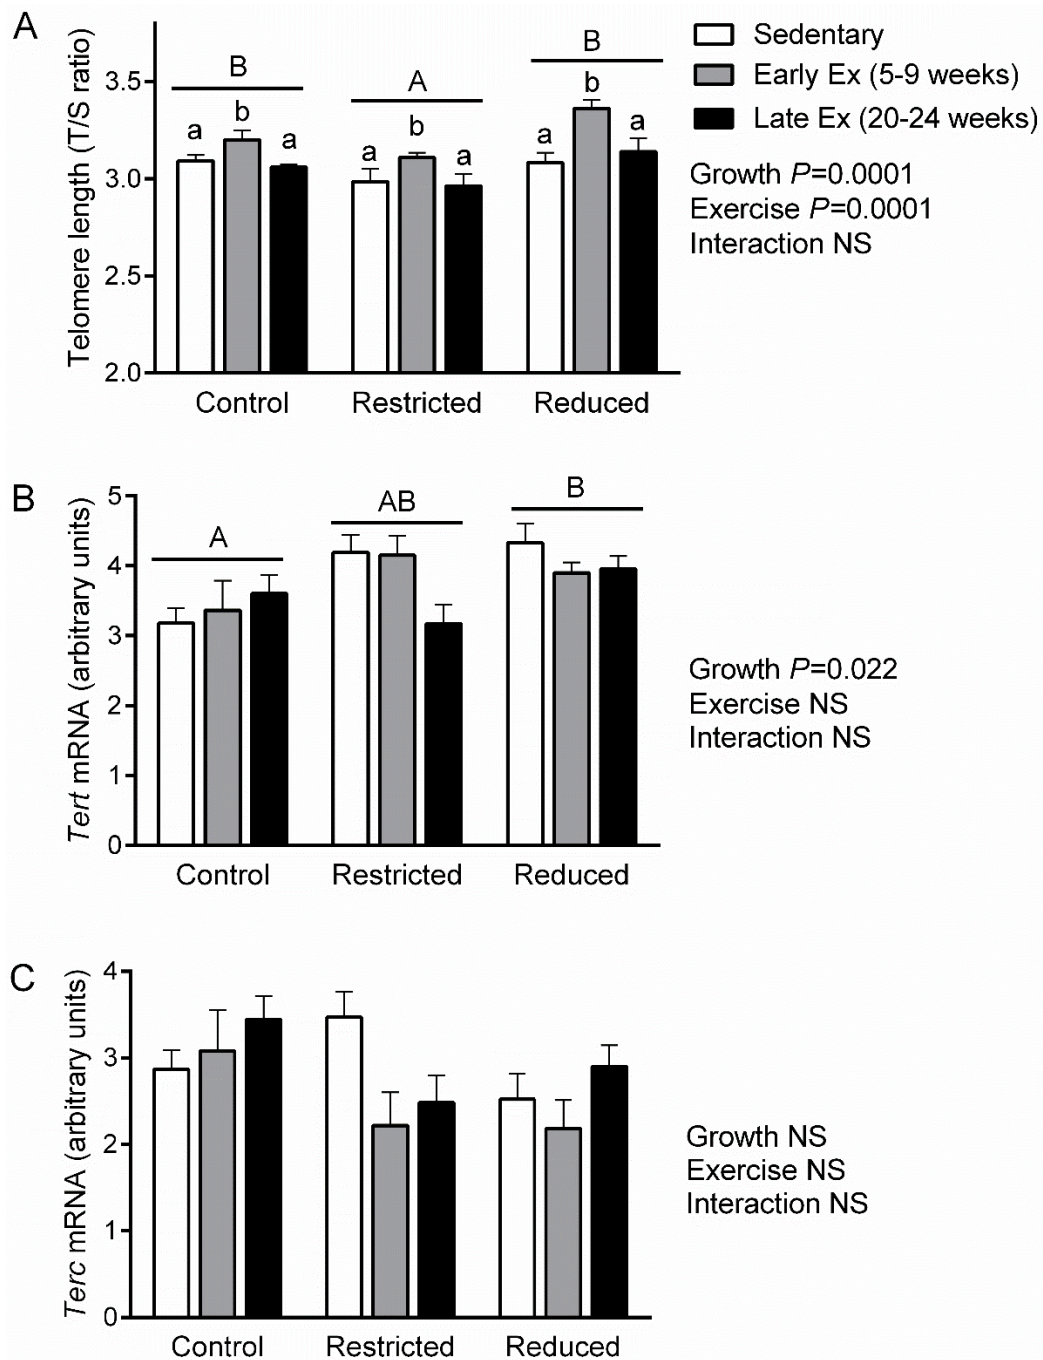 A
Telomere length (T/S ratio)
3.5
3.0
2.5
2.0
B
A
B
a b a
a b a
a b a
Control Restricted Reduced
Sedentary
Early Ex (5-9 weeks)
Late Ex (20-24 weeks)
Growth P=0.0001
Exercise P=0.0001
Interaction NS
B
Tert mRNA (arbitrary units)
5
4
3
2
1
0
A
AB
B
Control Restricted Reduced
Growth P=0.022
Exercise NS
Interaction NS
C
Terc mRNA (arbitrary units)
4
3
2
1
0
Control Restricted Reduced
Growth NS
Exercise NS
Interaction NS